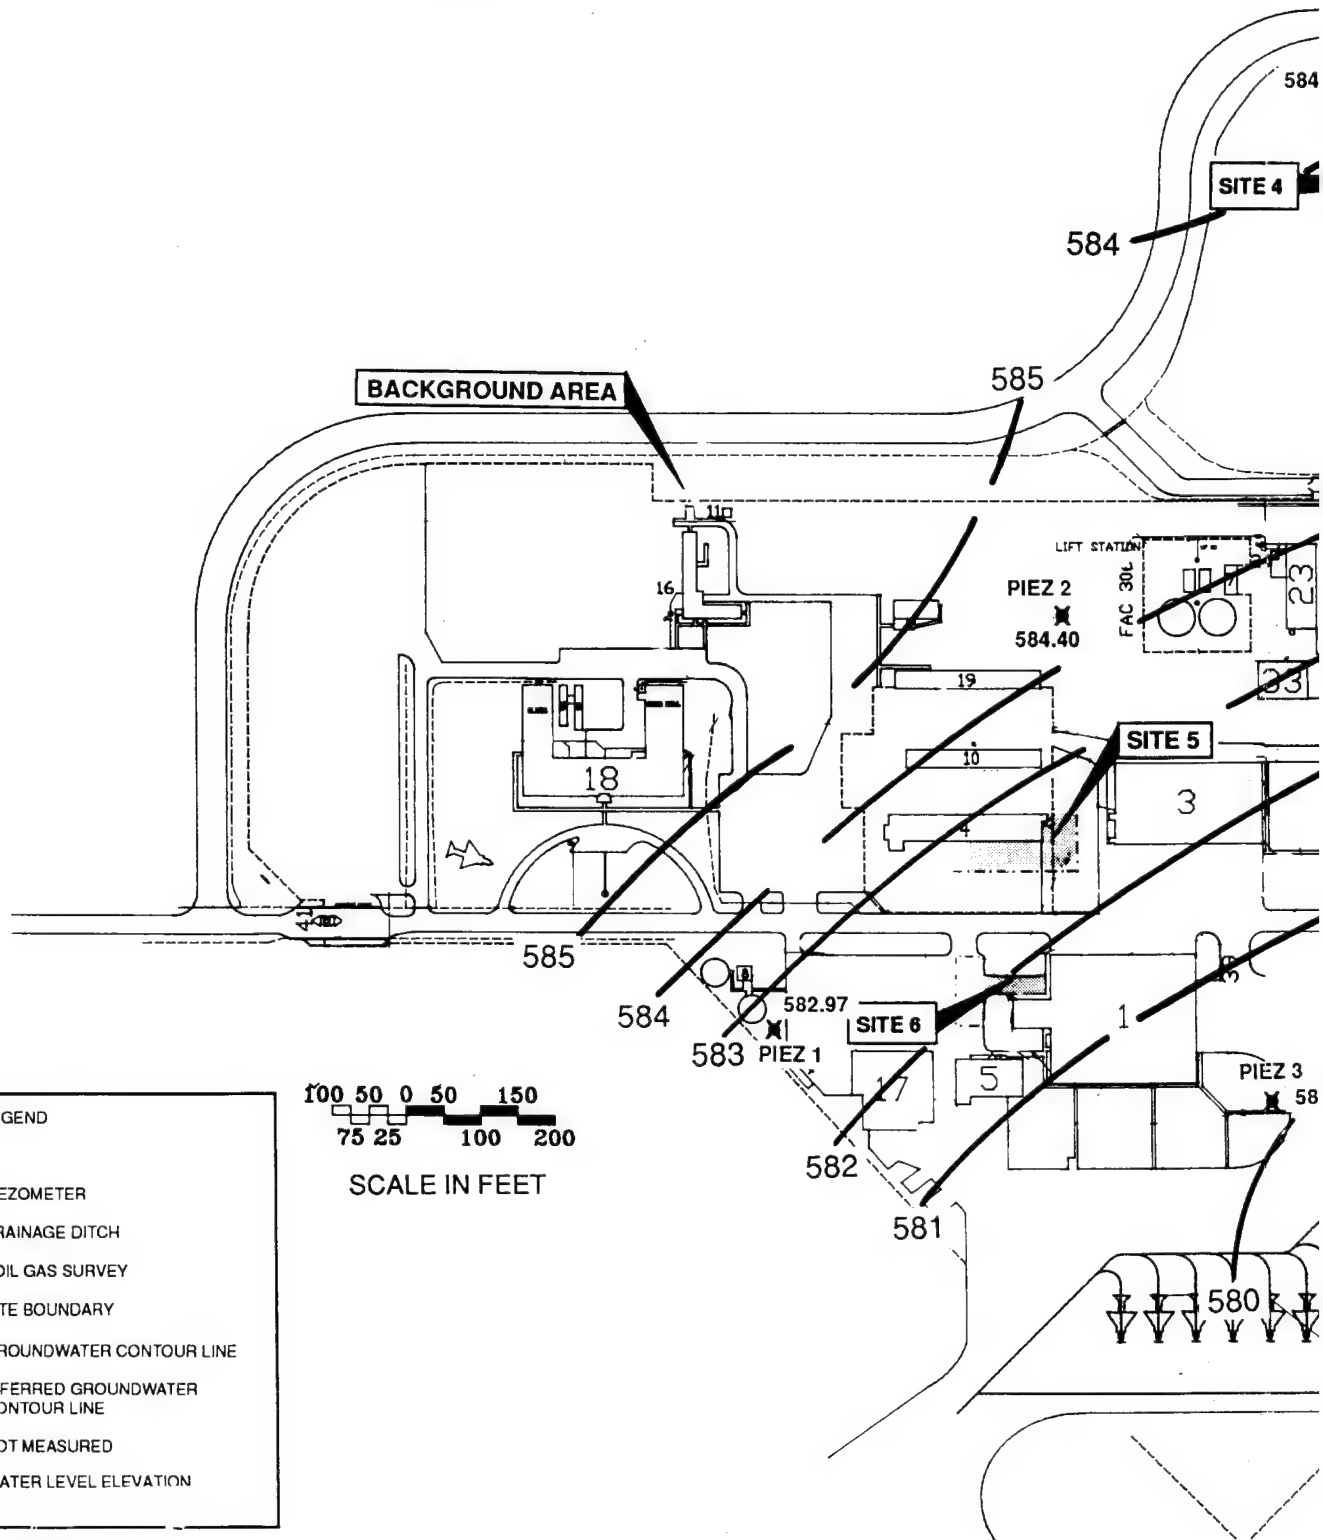 584
SITE 4
584
585
BACKGROUND AREA
11
LIFT STATION
FAC 30
7
23
PIEZ 2
584.40
16
19
33
SITE 5
10
18
3
4
41
585
584
583
582.97
PIEZ 1
SITE 6
1
39
17
5
PIEZ 3
58
582
581
580
100 50 0 50 150
75 25 100 200
SCALE IN FEET
GEND
EZOMETER
RAINAGE DITCH
OIL GAS SURVEY
TE BOUNDARY
ROUNDWATER CONTOUR LINE
FERRED GROUNDWATER
ONTOUR LINE
OT MEASURED
ATER LEVEL ELEVATION